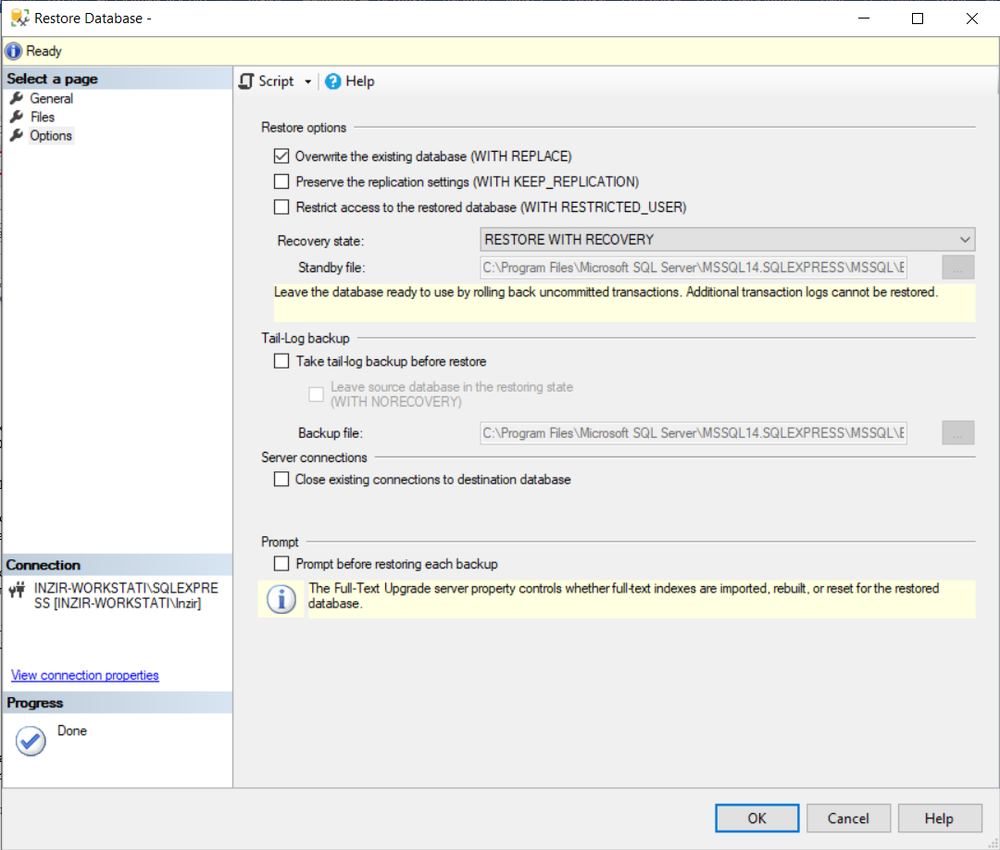 Restore Database -
Ready
Select a page
General
Files
Options
Script
Help
Restore options
Overwrite the existing database (WITH REPLACE)
Preserve the replication settings (WITH KEEP_REPLICATION)
Restrict access to the restored database (WITH RESTRICTED_USER)
Recovery state:
RESTORE WITH RECOVERY
Standby file:
C:\Program Files\Microsoft SQL Server\MSSQL14.SQLEXPRESS\MSSQL\E
...
Leave the database ready to use by rolling back uncommitted transactions. Additional transaction logs cannot be restored.
Tail-Log backup
Take tail-log backup before restore
Leave source database in the restoring state
(WITH NORECOVERY)
Backup file:
C:\Program Files\Microsoft SQL Server\MSSQL14.SQLEXPRESS\MSSQL\E
...
Server connections
Close existing connections to destination database
Prompt
Prompt before restoring each backup
The Full-Text Upgrade server property controls whether full-text indexes are imported, rebuilt, or reset for the restored
database.
Connection
INZIR-WORKSTATI\SQLEXPRE
SS [INZIR-WORKSTATI\Inzir]
View connection properties
Progress
Done
OK
Cancel
Help